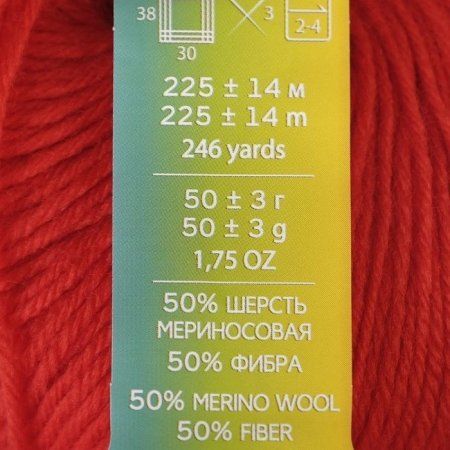 38
3
2-4
30
225 ± 14 м
225 ± 14 m
246 yards
50 ± 3 г
50 ± 3 g
1,75 OZ
50% ШЕРСТЬ
МЕРИНОСОВАЯ
50% ФИБРА
50% MERINO WOOL
50% FIBER